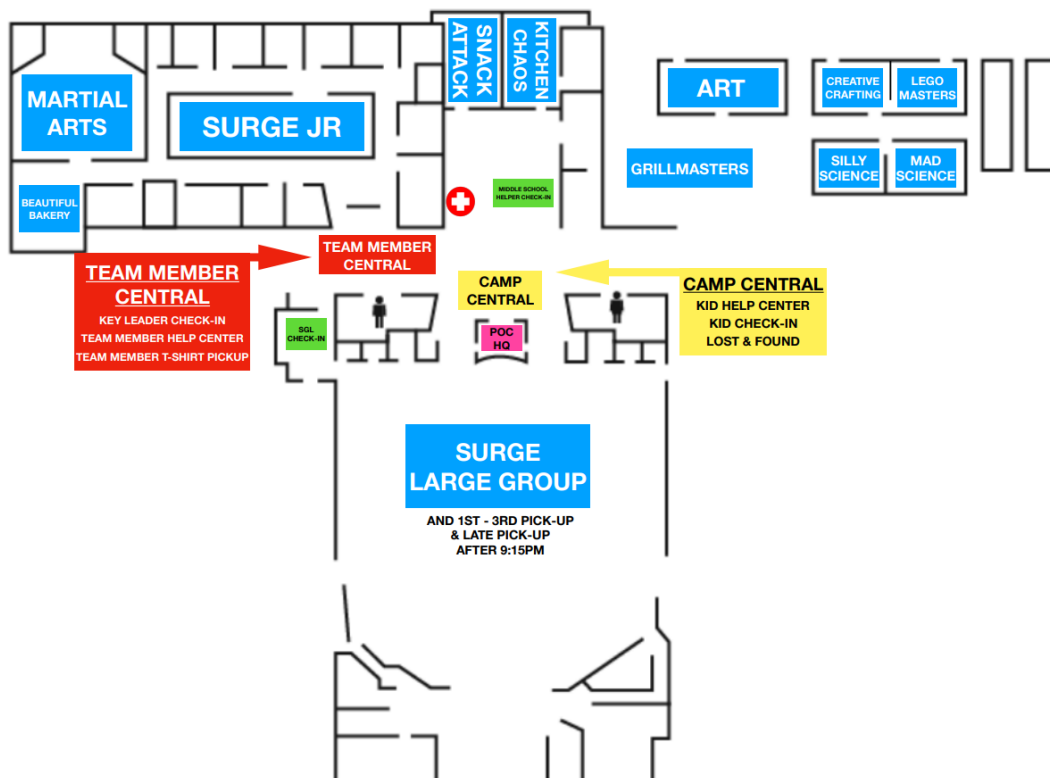 MARTIAL
ARTS
SURGE JR
SNACK
ATTACK
KITCHEN
CHAOS
ART
CREATIVE
CRAFTING
LEGO
MASTERS
GRILLMASTERS
SILLY
SCIENCE
MAD
SCIENCE
BEAUTIFUL
BAKERY
MIDDLE SCHOOL
HELPER CHECK-IN
TEAM MEMBER
CENTRAL
TEAM MEMBER
CENTRAL
KEY LEADER CHECK-IN
TEAM MEMBER HELP CENTER
TEAM MEMBER T-SHIRT PICKUP
CAMP
CENTRAL
CAMP CENTRAL
KID HELP CENTER
KID CHECK-IN
LOST & FOUND
SGL
CHECK-IN
POC
HQ
SURGE
LARGE GROUP
AND 1ST - 3RD PICK-UP
& LATE PICK-UP
AFTER 9:15PM